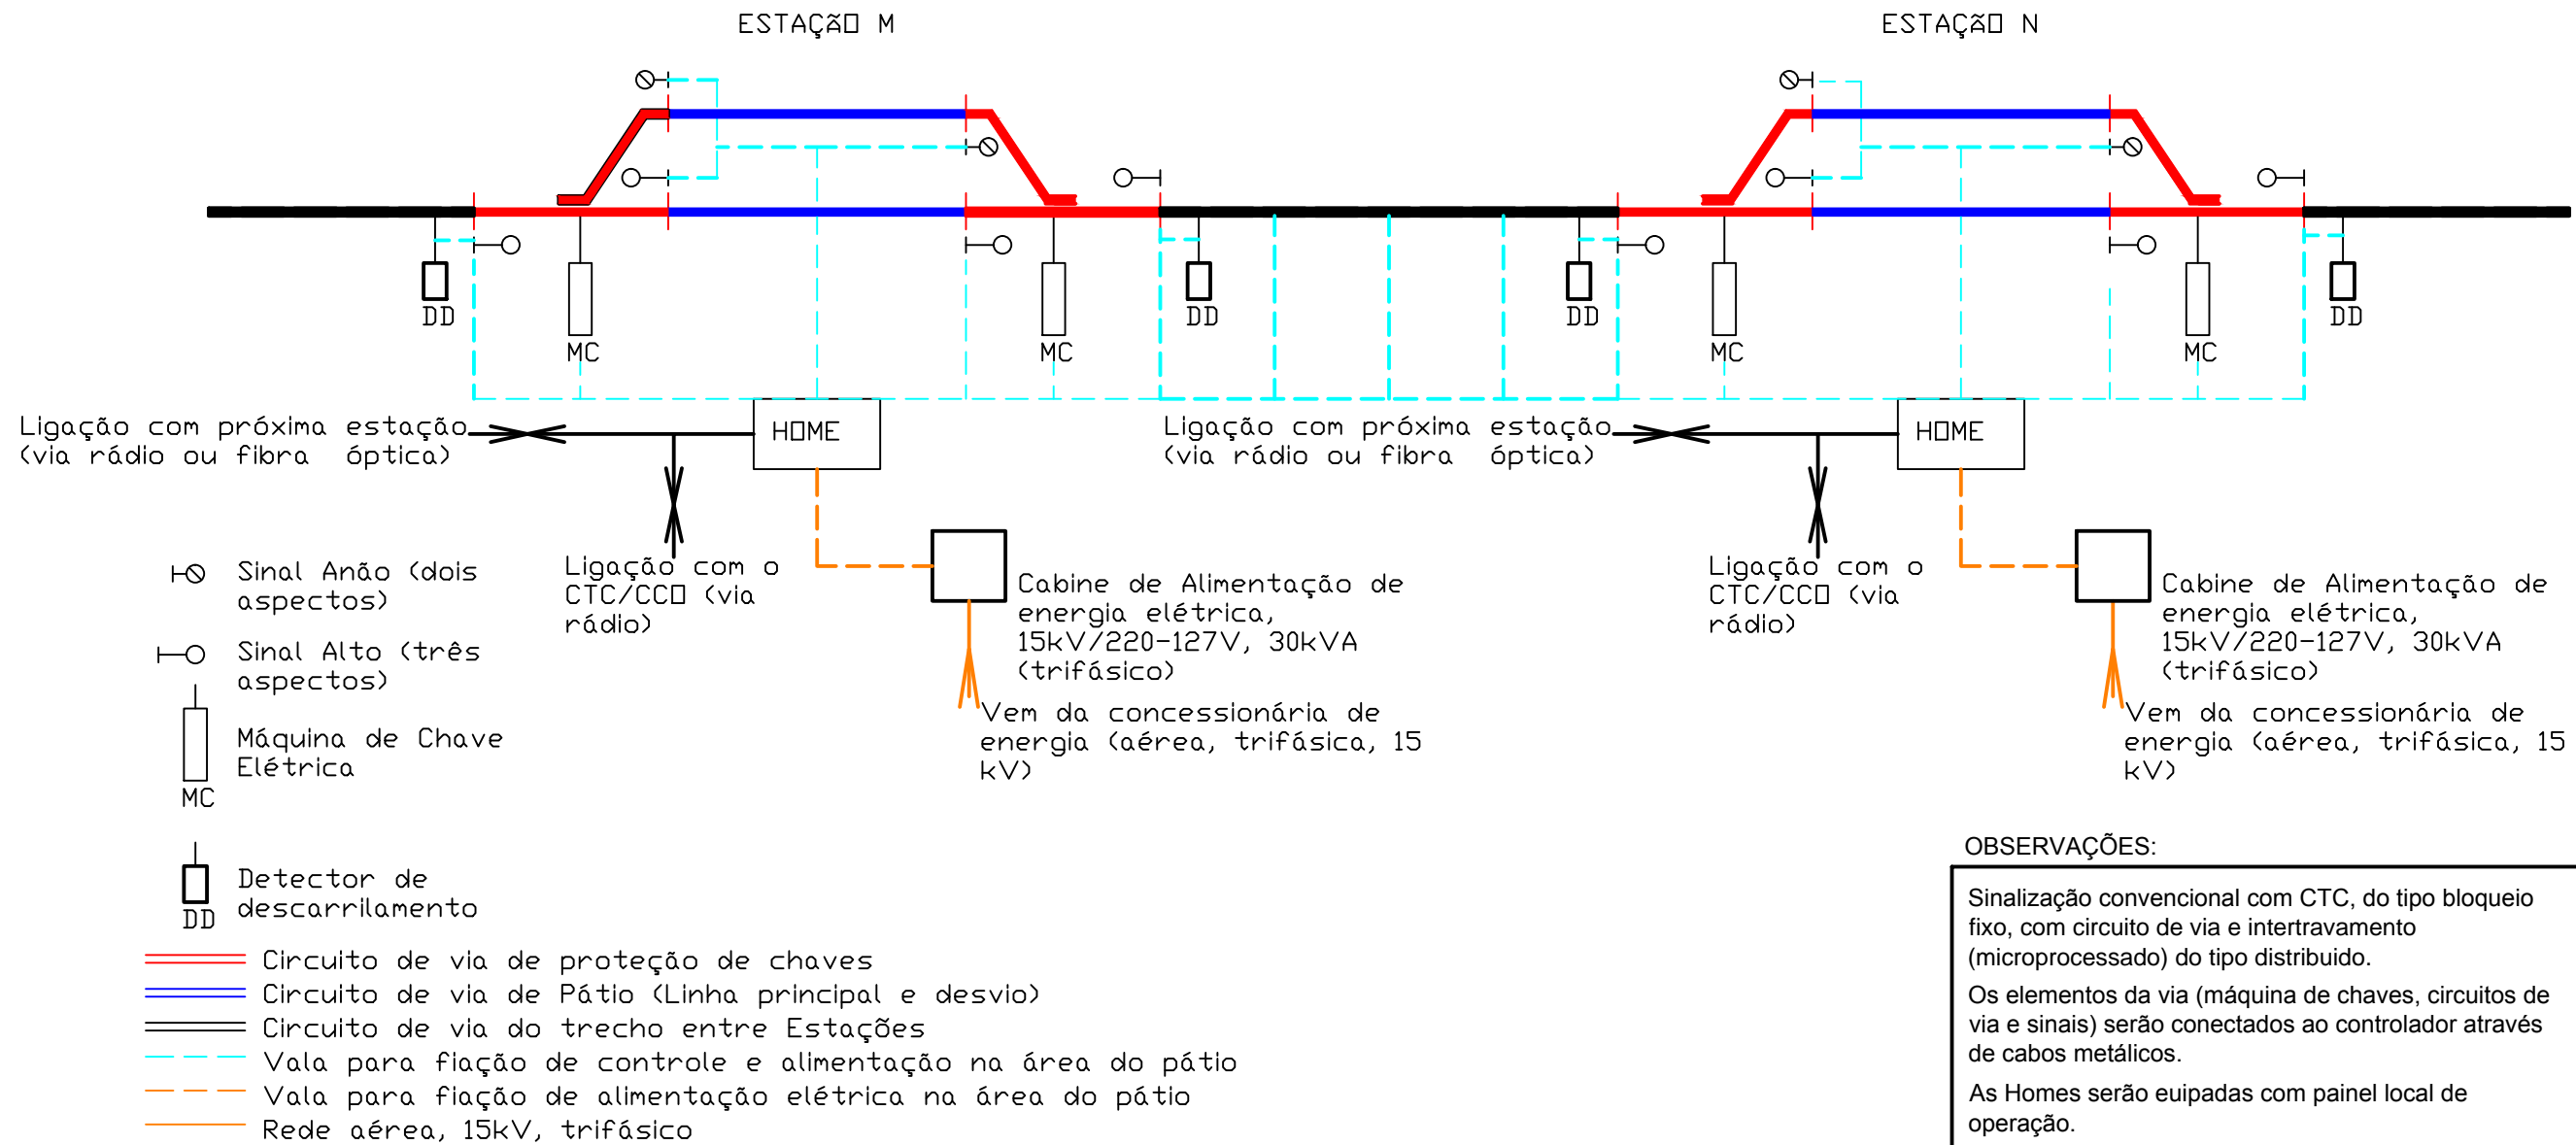 ESTAÇÃO M
ESTAÇÃO N
DD
MC
MC
DD
DD
MC
MC
DD
Ligação com próxima estação
(via rádio ou fibra óptica)
HOME
Ligação com próxima estação
(via rádio ou fibra óptica)
HOME
Ligação com o
CTC/CCO (via
rádio)
Cabine de Alimentação de
energia elétrica,
15kV/220-127V, 30kVA
(trifásico)
Vem da concessionária de
energia (aérea, trifásica, 15
kV)
Ligação com o
CTC/CCO (via
rádio)
Cabine de Alimentação de
energia elétrica,
15kV/220-127V, 30kVA
(trifásico)
Vem da concessionária de
energia (aérea, trifásica, 15
kV)
Sinal Anão (dois
aspectos)
Sinal Alto (três
aspectos)
Máquina de Chave
Elétrica
MC
Detector de
descarrilamento
DD
Circuito de via de proteção de chaves
Circuito de via de Pátio (Linha principal e desvio)
Circuito de via do trecho entre Estações
Vala para fiação de controle e alimentação na área do pátio
Vala para fiação de alimentação elétrica na área do pátio
Rede aérea, 15kV, trifásico
OBSERVAÇÕES:
Sinalização convencional com CTC, do tipo bloqueio
fixo, com circuito de via e intertravamento
(microprocessado) do tipo distribuido.
Os elementos da via (máquina de chaves, circuitos de
via e sinais) serão conectados ao controlador através
de cabos metálicos.
As Homes serão euipadas com painel local de
operação.